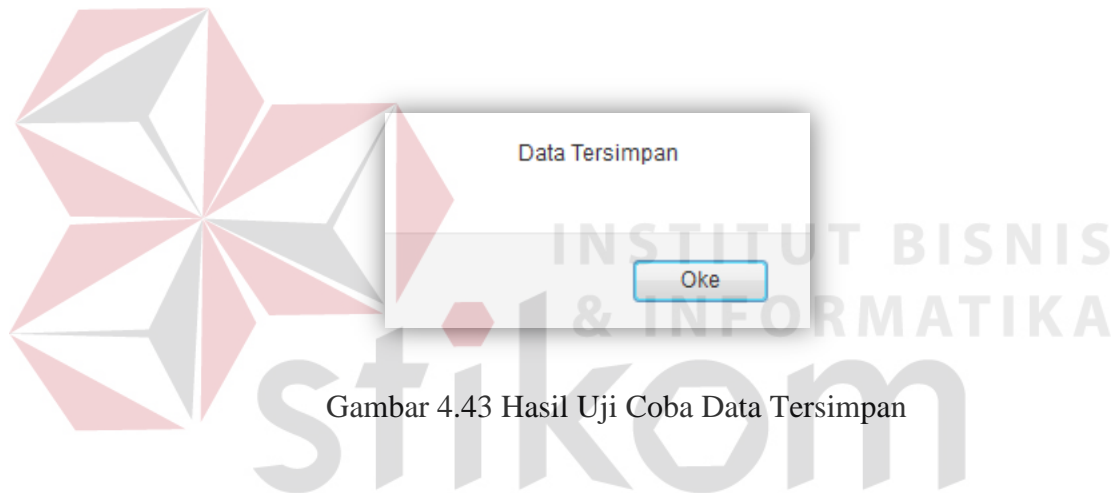 Data Tersimpan
INSTITUT BISNIS
Oke
& INFORMATIKA
stikom
Gambar 4.43 Hasil Uji Coba Data Tersimpan